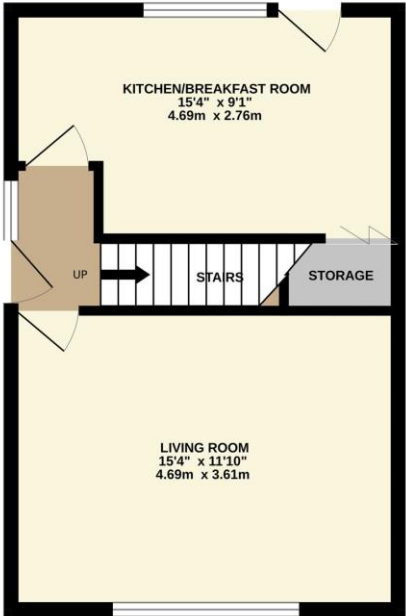 KITCHEN/BREAKFAST ROOM
15'4" x 9'1"
4.69m x 2.76m
UP
STAIRS
STORAGE
LIVING ROOM
15'4" x 11'10"
4.69m x 3.61m